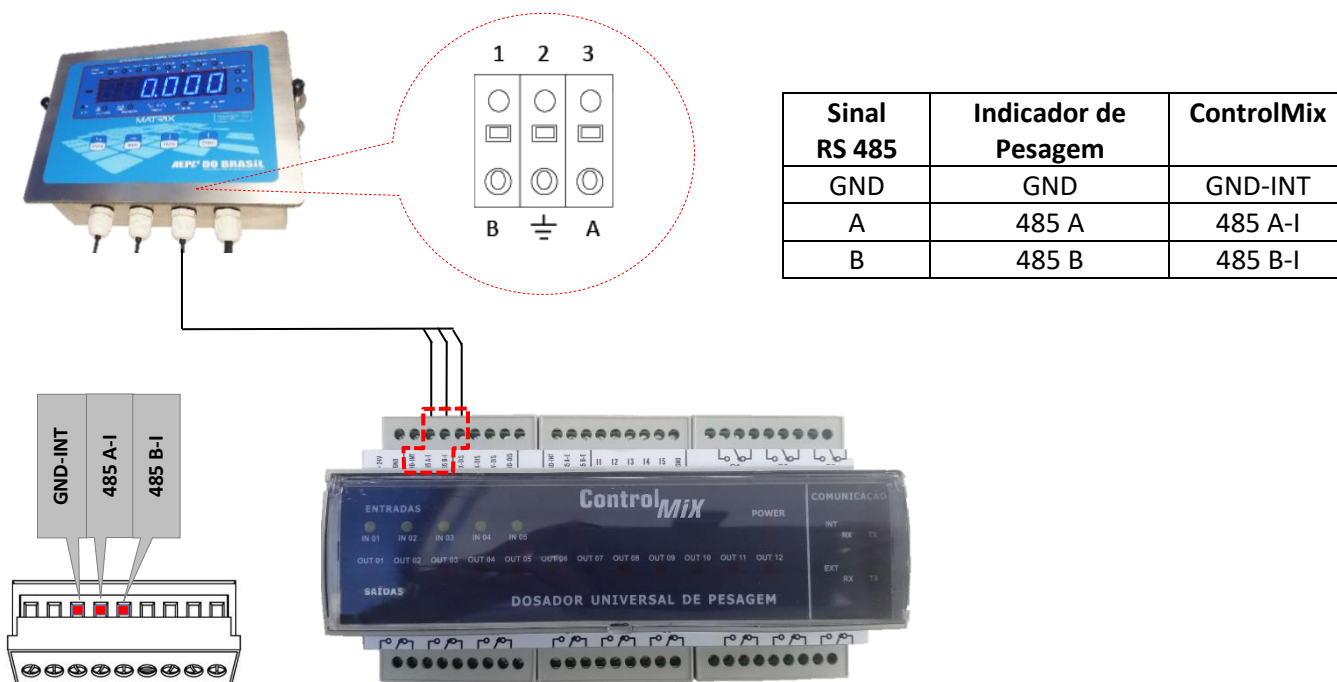 1 2 3
B A
0.000
MATRIX
AEPC DO BRASIL
Sinal RS 485 Indicador de Pesagem ControlMix
GND GND GND-INT
A 485 A 485 A-I
B 485 B 485 B-I
GND-INT
485 A-I
485 B-I
I1 I2 I3 I4 I5
ControlMiX
ENTRADAS
POWER
COMUNICAÇÃO
IN 01 IN 02 IN 03 IN 04 IN 05
INT
RX TX
OUT 01 OUT 02 OUT 03 OUT 04 OUT 05 OUT 06 OUT 07 OUT 08 OUT 09 OUT 10 OUT 11 OUT 12
EXT
RX TX
SAÍDAS
DOSADOR UNIVERSAL DE PESAGEM